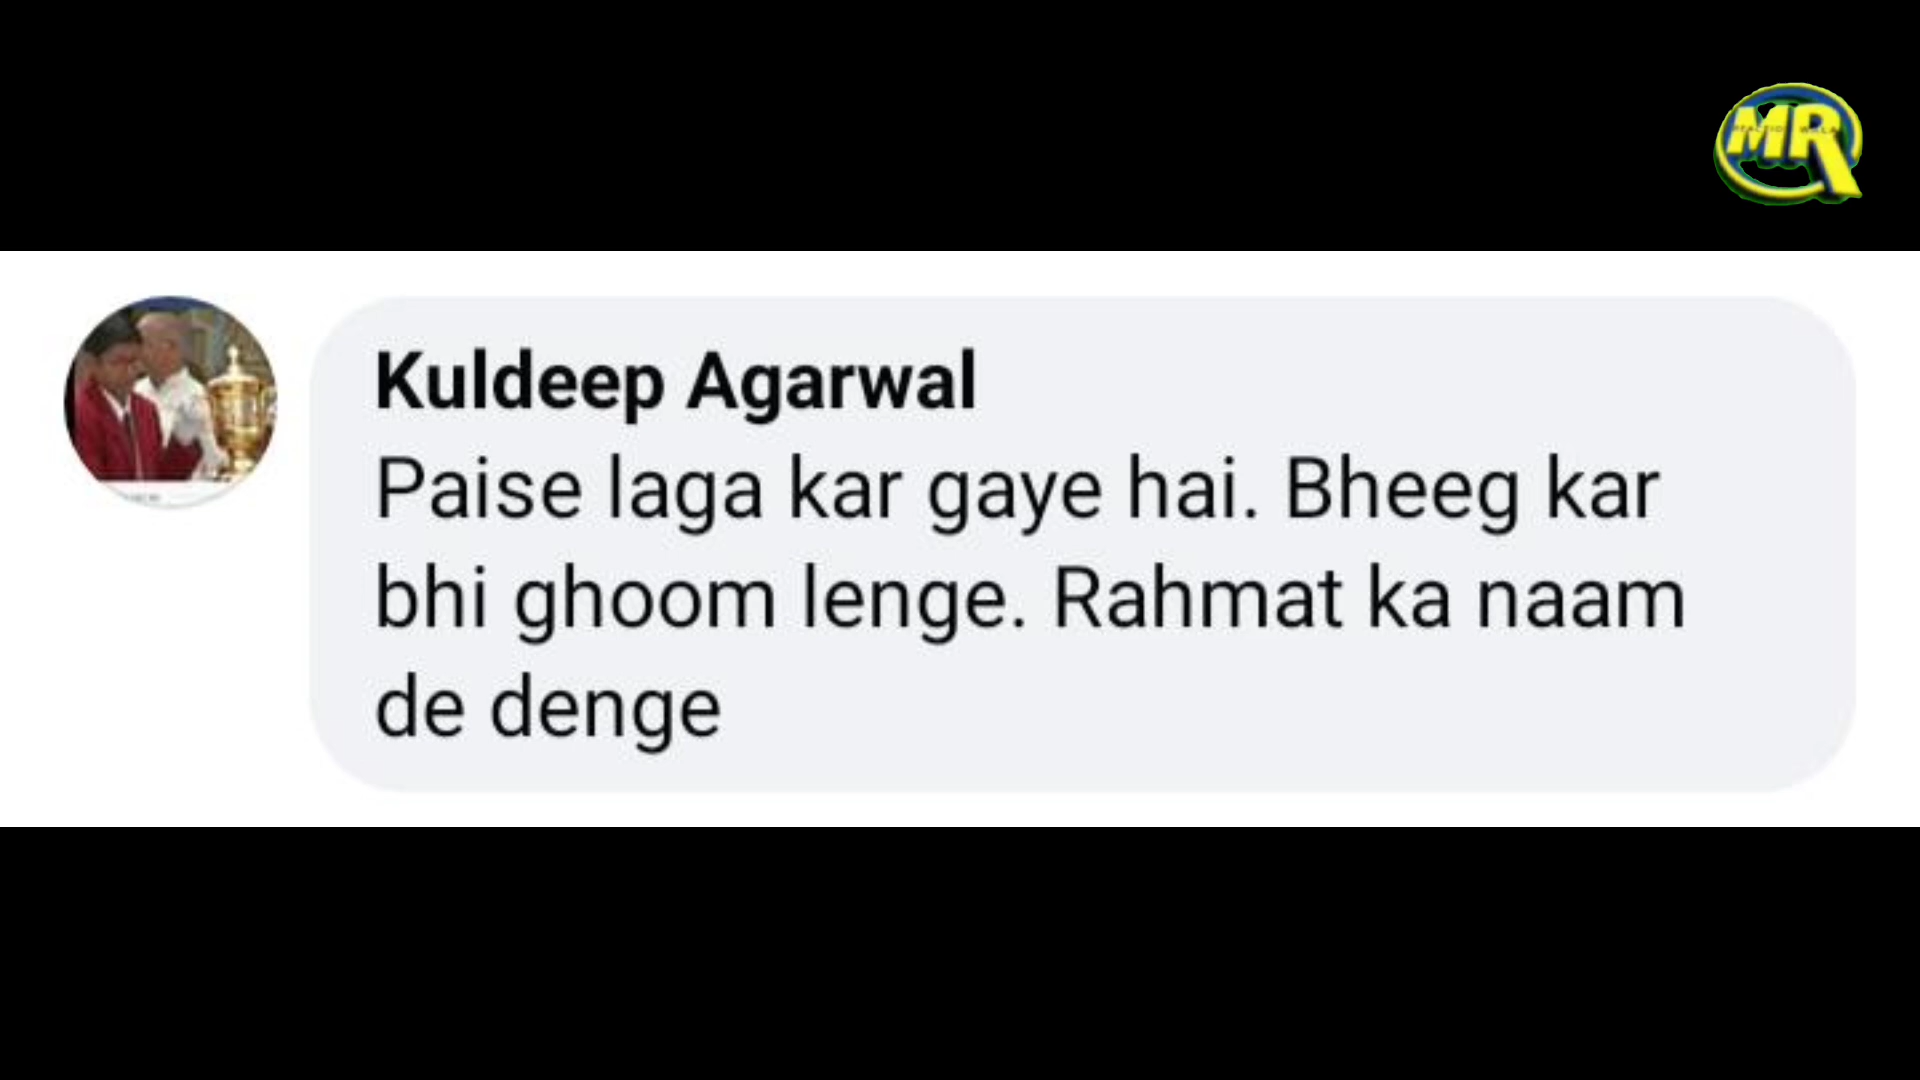 MR
Kuldeep Agarwal
Paise laga kar gaye hai. Bheeg kar
bhi ghoom lenge. Rahmat ka naam
de denge